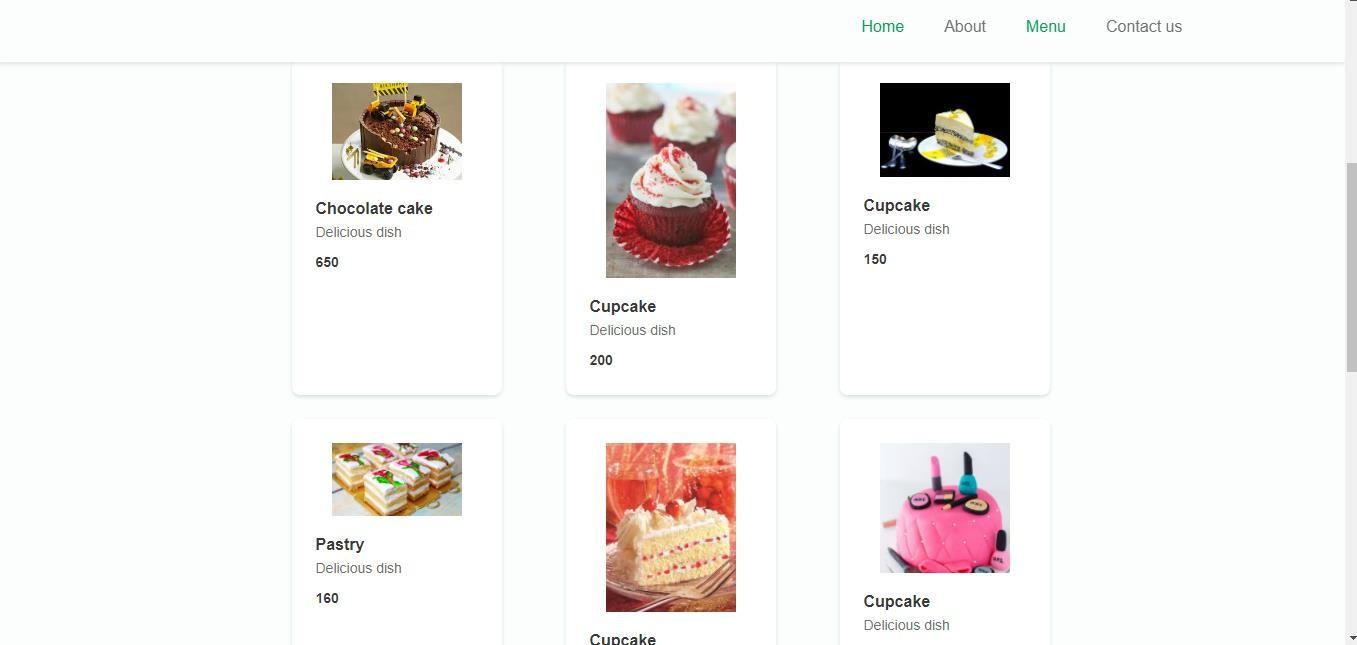 Home About Menu Contact us
Chocolate cake
Delicious dish
650
Cupcake
Delicious dish
200
Cupcake
Delicious dish
150
Pastry
Delicious dish
160
Cupcake
Cupcake
Delicious dish